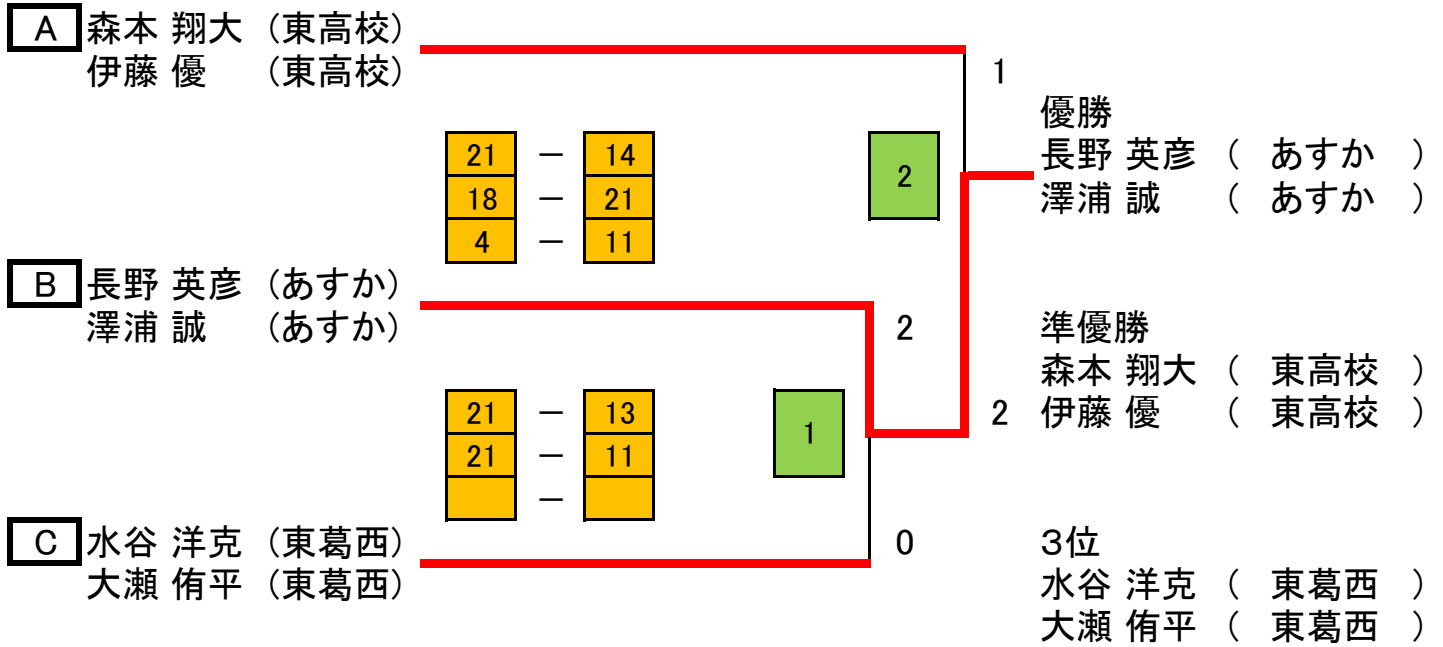 A 森本 翔大 (東高校)
伊藤 優 (東高校)
1
優勝
21 － 14
長野 英彦 ( あすか )
18 － 21
2
澤浦 誠 ( あすか )
4 － 11
B 長野 英彦 (あすか)
澤浦 誠 (あすか)
2
準優勝
森本 翔大 ( 東高校 )
21 － 13
1
2
伊藤 優 ( 東高校 )
21 － 11
－
C 水谷 洋克 (東葛西)
0
3位
大瀬 侑平 (東葛西)
水谷 洋克 ( 東葛西 )
大瀬 侑平 ( 東葛西 )